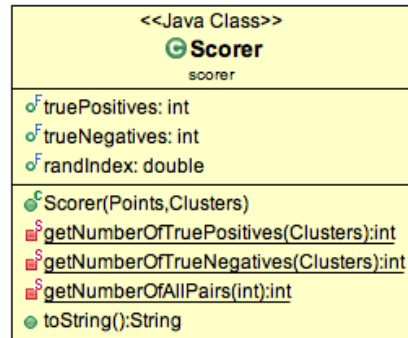 <<Java Class>>
C Scorer
scorer
F truePositives: int
F trueNegatives: int
F randIndex: double
C Scorer(Points,Clusters)
S getNumberOfTruePositives(Clusters):int
S getNumberOfTrueNegatives(Clusters):int
S getNumberOfAllPairs(int):int
toString():String